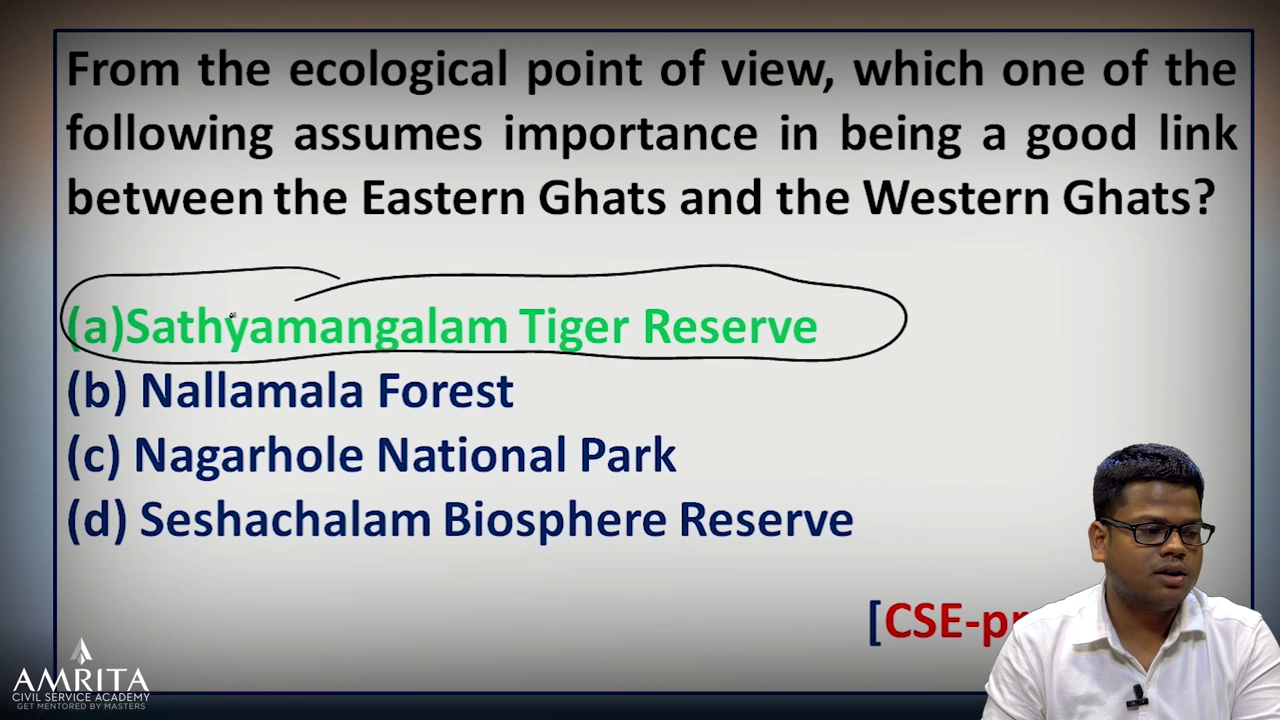 From the ecological point of view, which one of the
following assumes importance in being a good link
between the Eastern Ghats and the Western Ghats?
(a)Sathyamangalam Tiger Reserve
(b) Nallamala Forest
(c) Nagarhole National Park
(d) Seshachalam Biosphere Reserve
[CSE-pr
AMRITA
CIVIL SERVICE ACADEMY
GET MENTORED BY MASTERS